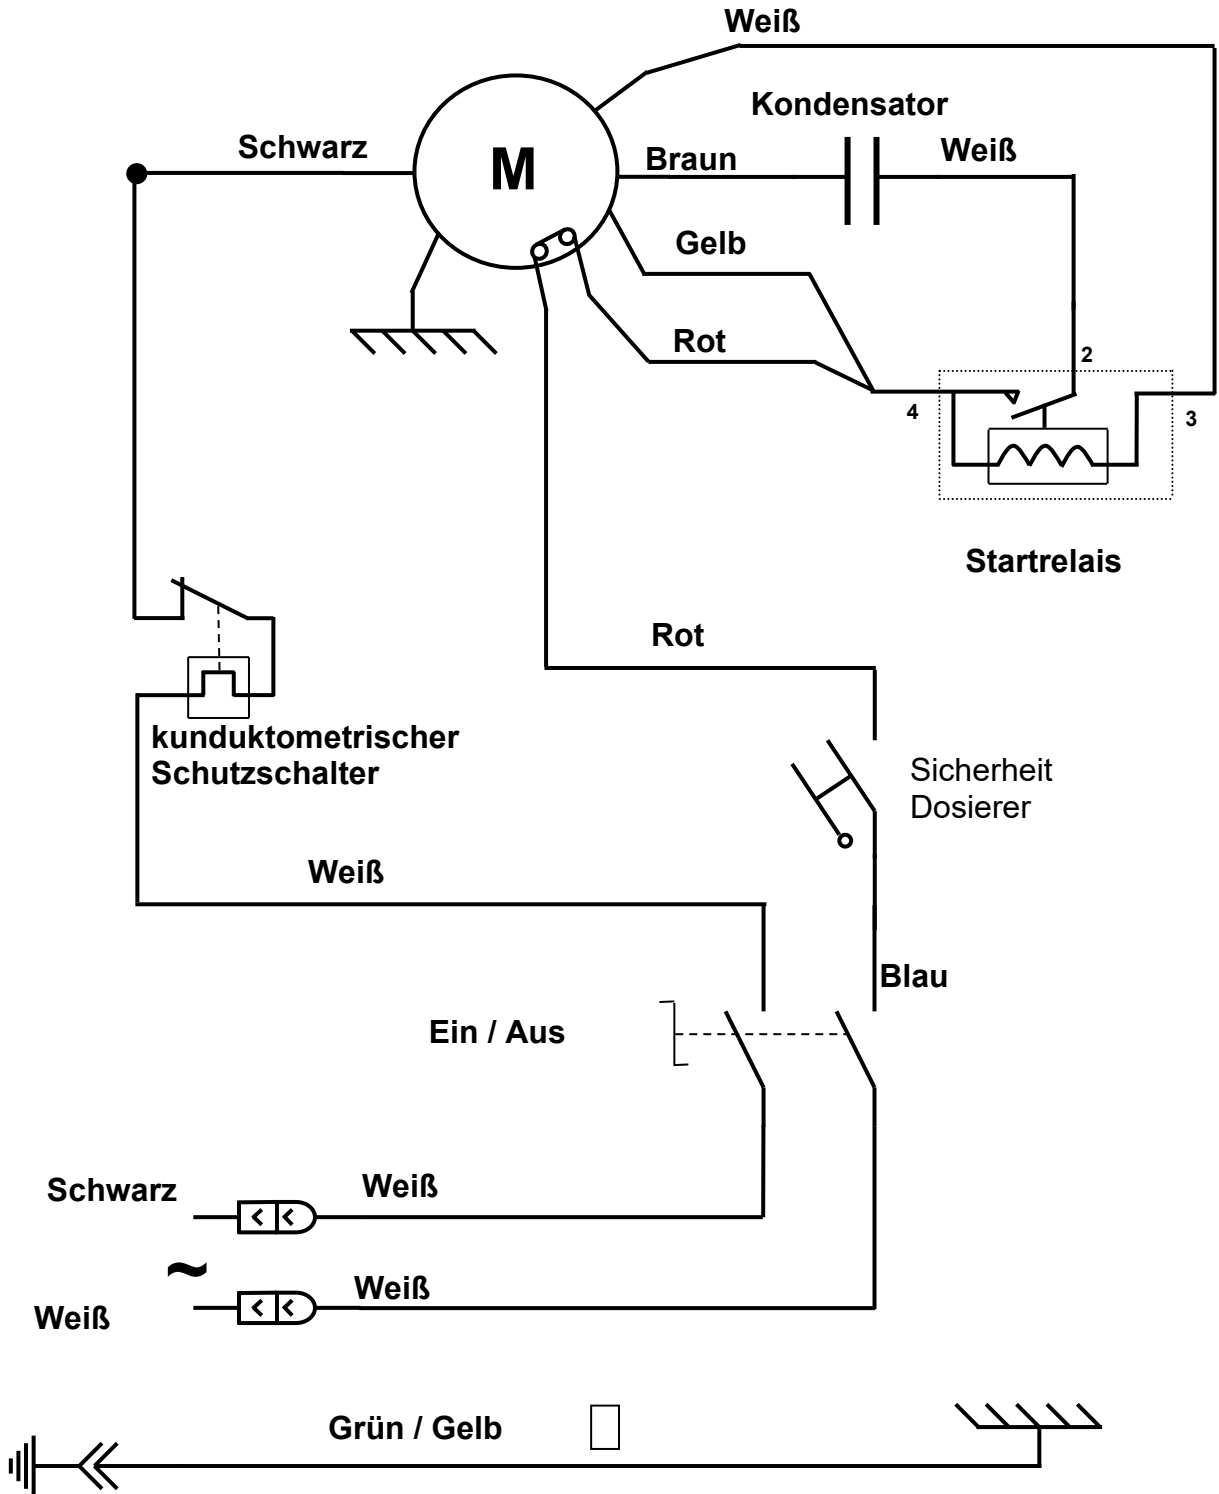 Weiß
Kondensator
Schwarz
M
Braun
Weiß
Gelb
Rot
2
4
3
Startrelais
Rot
kunduktometrischer
Schutzschalter
Sicherheit
Dosierer
Weiß
Blau
Ein / Aus
Schwarz
Weiß
~
Weiß
Weiß
Grün / Gelb